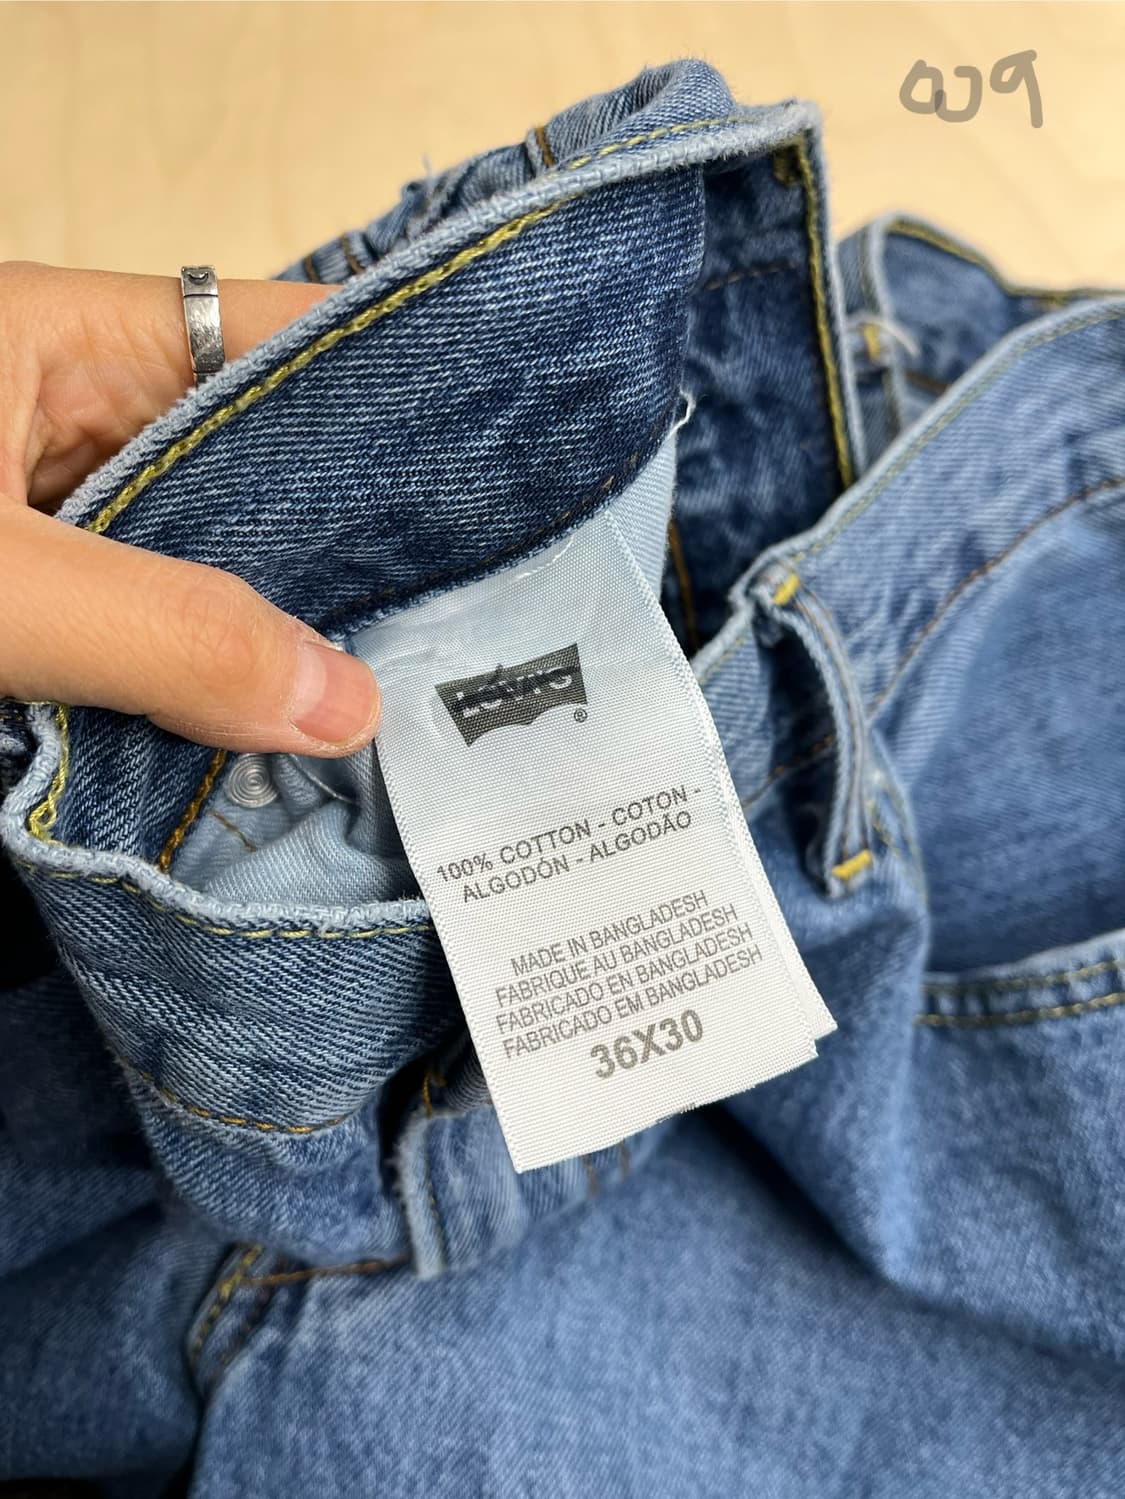 009
LEVI'S
®
100% COTTON - COTON -
ALGODÓN - ALGODÃO
MADE IN BANGLADESH
FABRIQUE AU BANGLADESH
FABRICADO EN BANGLADESH
FABRICADO EM BANGLADESH
36X30